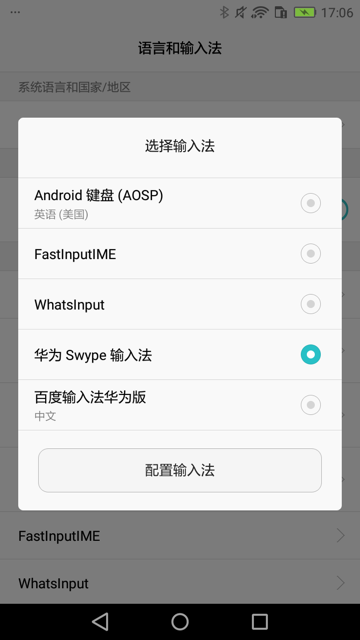 ...
17:06
语言和输入法
系统语言和国家/地区
选择输入法
Android 键盘 (AOSP)
英语 (美国)
FastInputIME
WhatsInput
华为 Swype 输入法
百度输入法华为版
中文
配置输入法
FastInputIME
WhatsInput